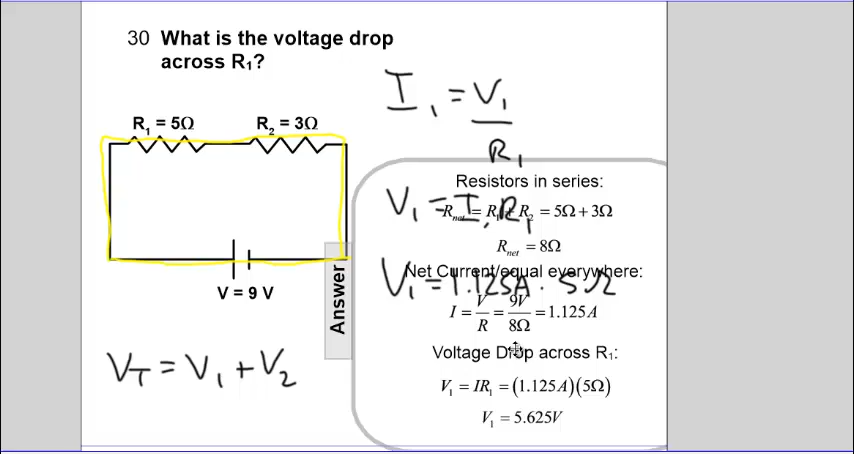 30 What is the voltage drop
across R₁?
I₁ = V₁
R₁
R₁ = 5Ω
R₂ = 3Ω
Resistors in series:
V₁ = I₁R₁
R_net = R₁ + R₂ = 5Ω + 3Ω
R_net = 8Ω
Net Current/equal everywhere:
V₁ = 1.125A · 5Ω
Answer
V = 9 V
I = V/R = 9V/8Ω = 1.125A
V_T = V₁ + V₂
Voltage Drop across R₁:
V₁ = IR₁ = (1.125A)(5Ω)
V₁ = 5.625V